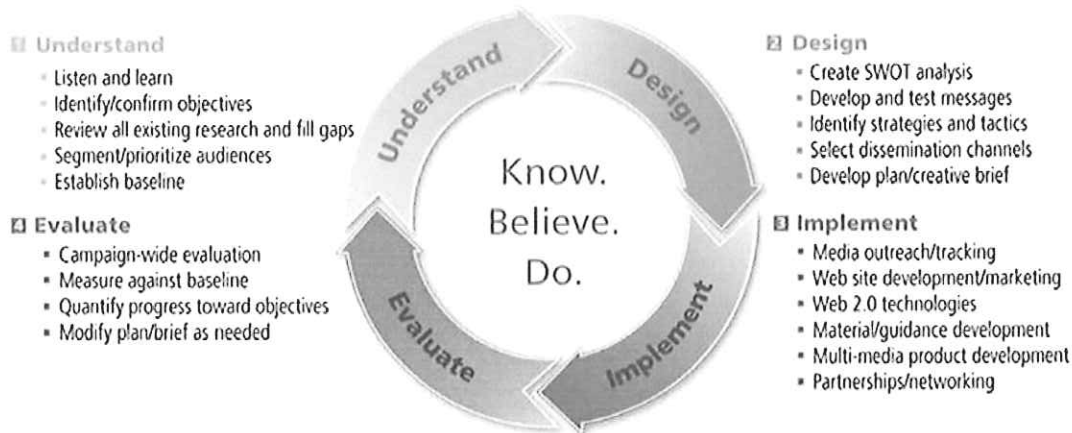 1 Understand
Listen and learn
Identify/confirm objectives
Review all existing research and fill gaps
Segment/prioritize audiences
Establish baseline
2 Design
Create SWOT analysis
Develop and test messages
Identify strategies and tactics
Select dissemination channels
Develop plan/creative brief
4 Evaluate
Campaign-wide evaluation
Measure against baseline
Quantify progress toward objectives
Modify plan/brief as needed
3 Implement
Media outreach/tracking
Web site development/marketing
Web 2.0 technologies
Material/guidance development
Multi-media product development
Partnerships/networking
Understand
Design
Implement
Evaluate
Know.
Believe.
Do.